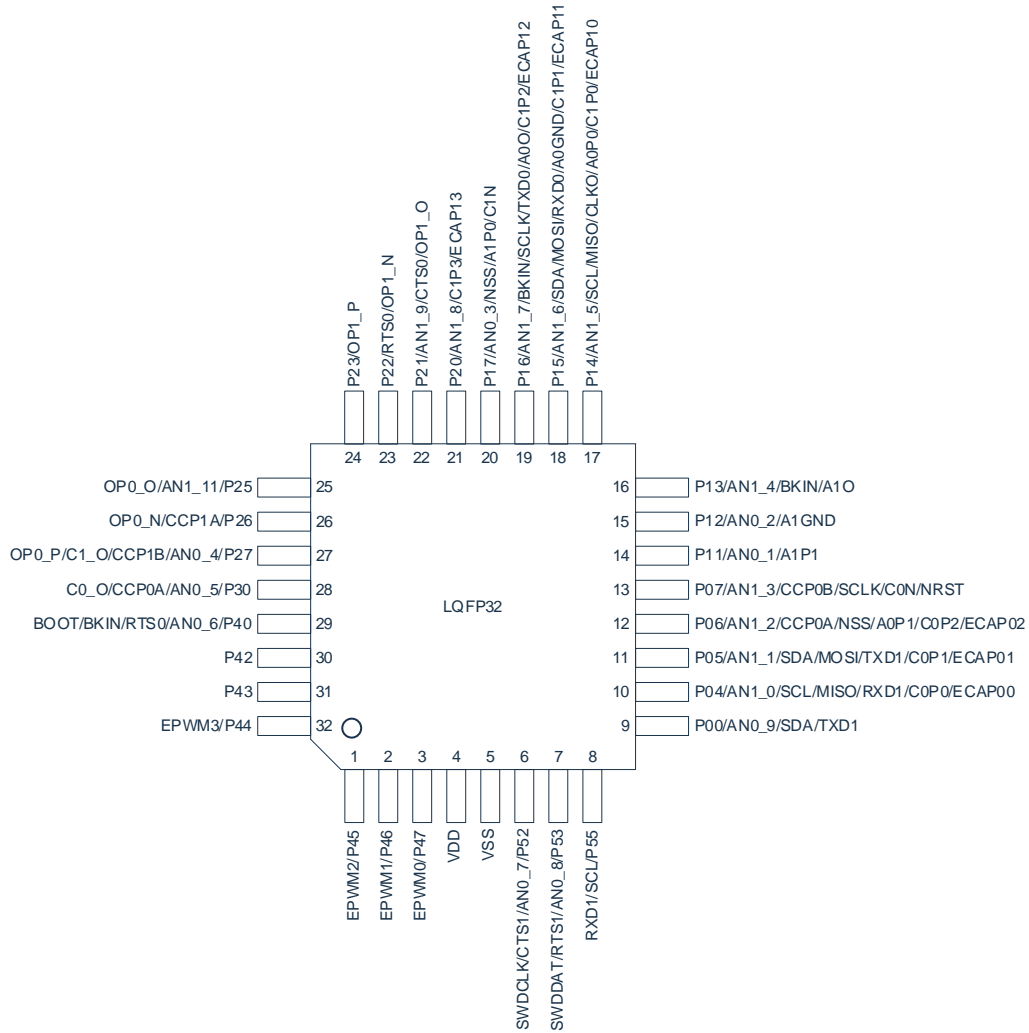 P23/OP1_P
P22/RTS0/OP1_N
P21/AN1_9/CTS0/OP1_O
P20/AN1_8/C1P3/ECAP13
P17/AN0_3/NSS/A1P0/C1N
P16/AN1_7/BKIN/SCLK/TXD0/A0O/C1P2/ECAP12
P15/AN1_6/SDA/MOSI/RXD0/A0GND/C1P1/ECAP11
P14/AN1_5/SCL/MISO/CLKO/A0P0/C1P0/ECAP10
24 23 22 21 20 19 18 17
OP0_O/AN1_11/P25 25 16 P13/AN1_4/BKIN/A1O
OP0_N/CCP1A/P26 26 15 P12/AN0_2/A1GND
OP0_P/C1_O/CCP1B/AN0_4/P27 27 14 P11/AN0_1/A1P1
C0_O/CCP0A/AN0_5/P30 28 13 P07/AN1_3/CCP0B/SCLK/C0N/NRST
LQFP32
BOOT/BKIN/RTS0/AN0_6/P40 29 12 P06/AN1_2/CCP0A/NSS/A0P1/C0P2/ECAP02
P42 30 11 P05/AN1_1/SDA/MOSI/TXD1/C0P1/ECAP01
P43 31 10 P04/AN1_0/SCL/MISO/RXD1/C0P0/ECAP00
EPWM3/P44 32 9 P00/AN0_9/SDA/TXD1
1 2 3 4 5 6 7 8
EPWM2/P45
EPWM1/P46
EPWM0/P47
VDD
VSS
SWDCLK/CTS1/AN0_7/P52
SWDDAT/RTS1/AN0_8/P53
RXD1/SCL/P55